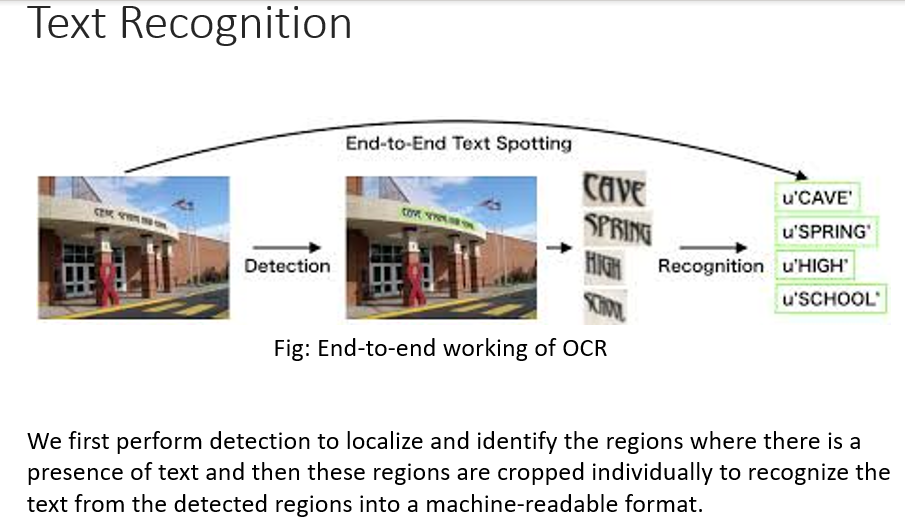 Text Recognition
End-to-End Text Spotting
CAVE
SPRING
HIGH
SCHOOL
Detection
Recognition
u'CAVE'
u'SPRING'
u'HIGH'
u'SCHOOL'
Fig: End-to-end working of OCR
We first perform detection to localize and identify the regions where there is a
presence of text and then these regions are cropped individually to recognize the
text from the detected regions into a machine-readable format.